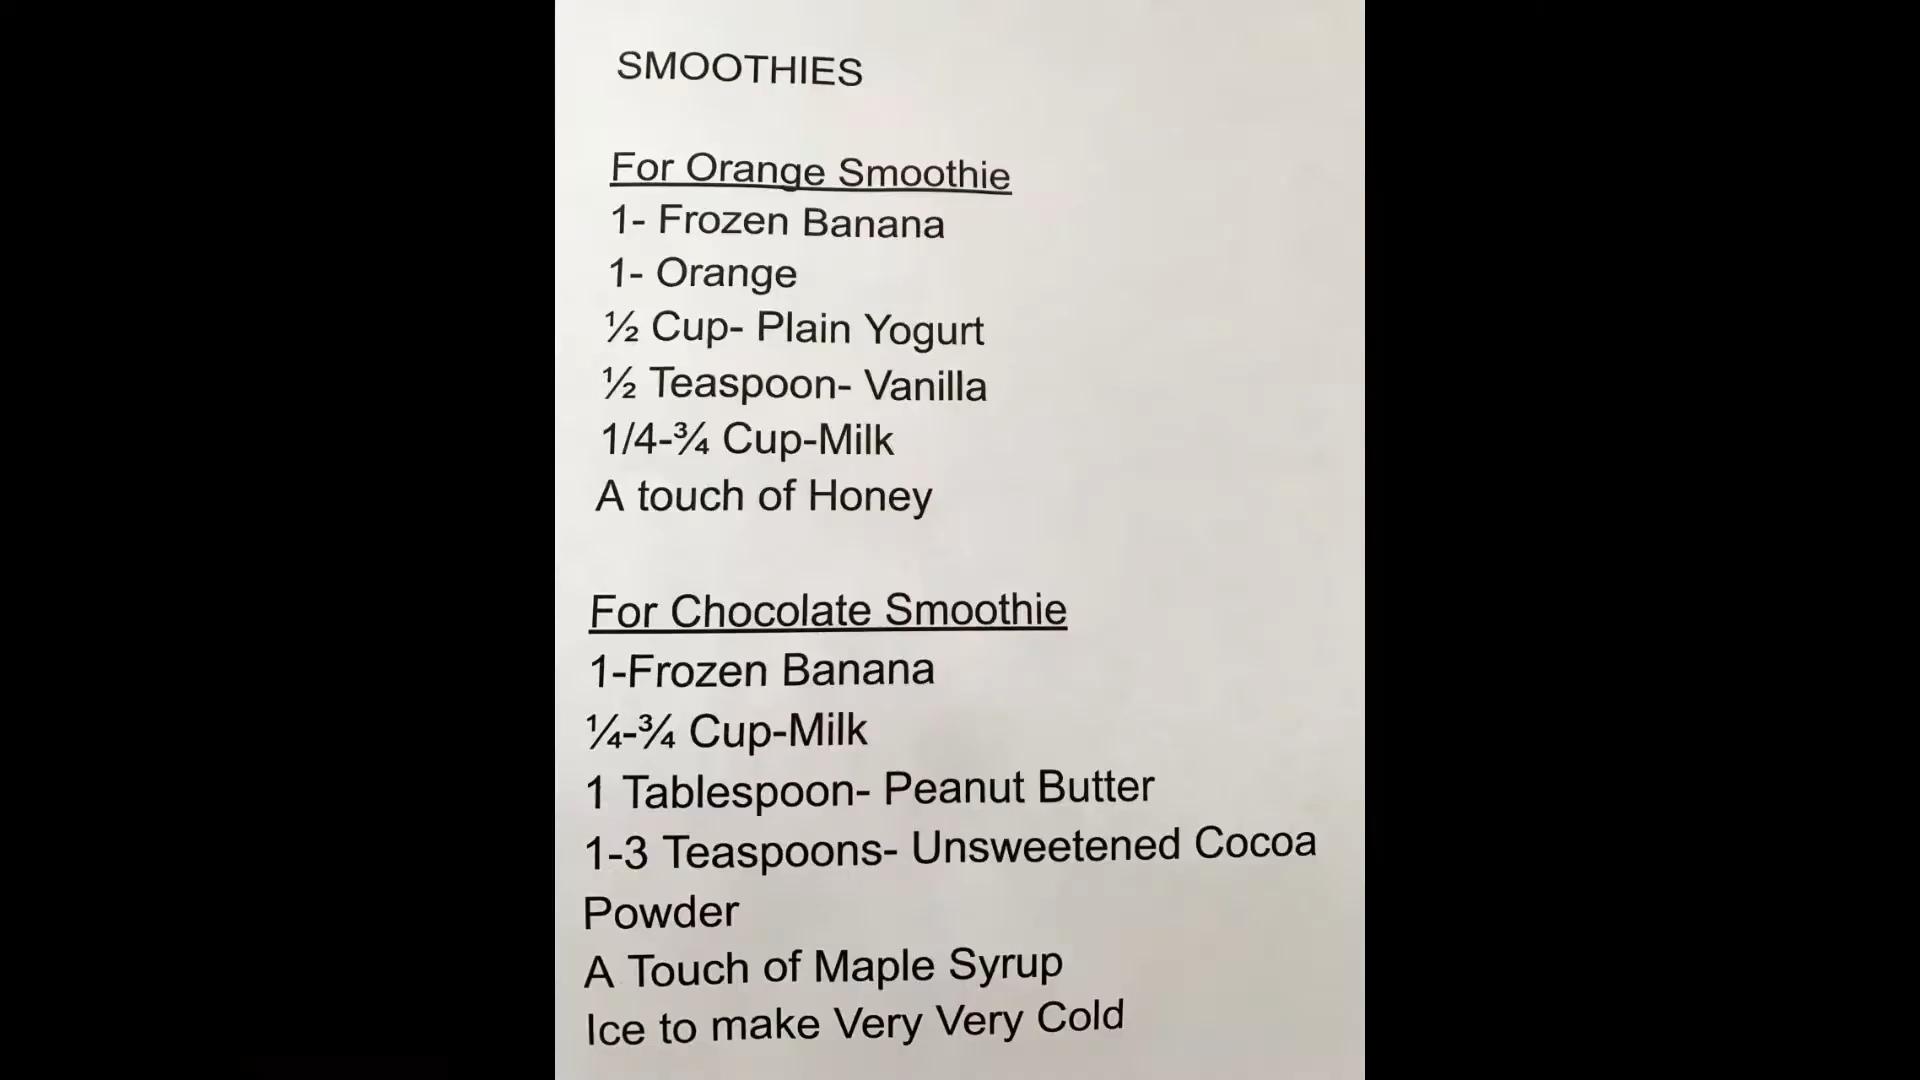 SMOOTHIES
For Orange Smoothie
1- Frozen Banana
1- Orange
½ Cup- Plain Yogurt
½ Teaspoon- Vanilla
1/4-¾ Cup-Milk
A touch of Honey
For Chocolate Smoothie
1-Frozen Banana
¼-¾ Cup-Milk
1 Tablespoon- Peanut Butter
1-3 Teaspoons- Unsweetened Cocoa
Powder
A Touch of Maple Syrup
Ice to make Very Very Cold